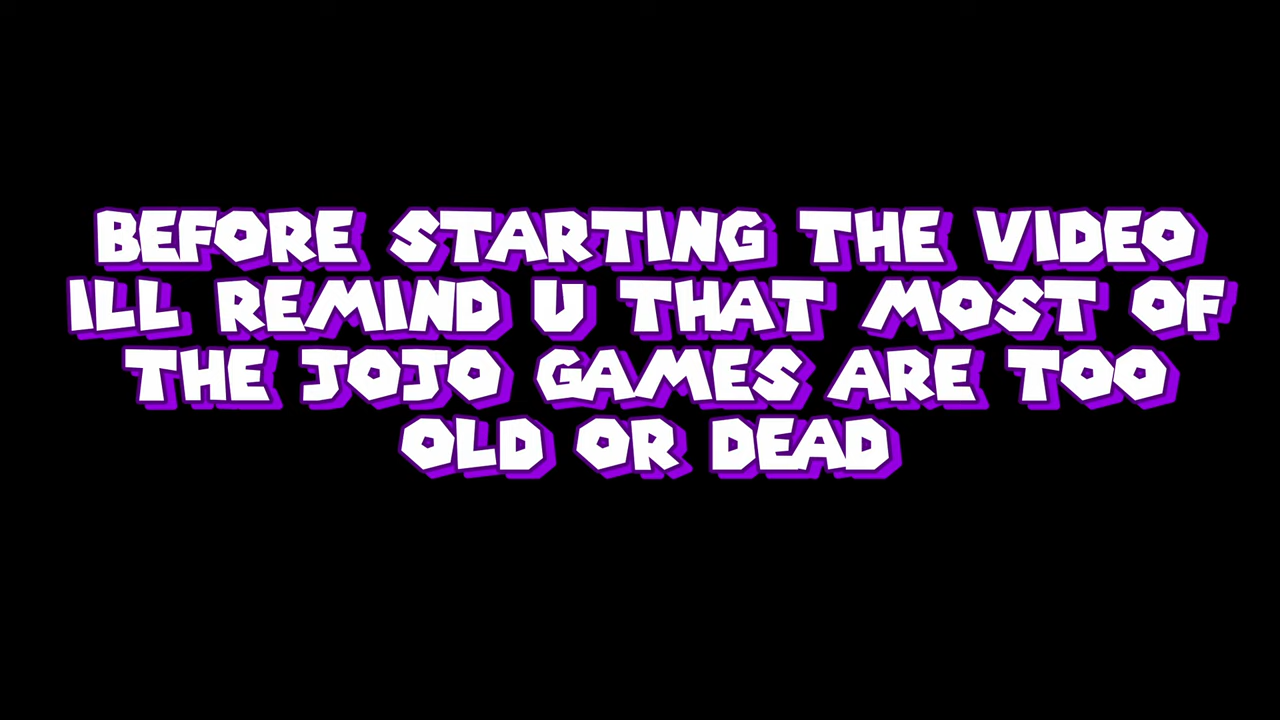 BEFORE STARTING THE VIDEO
ILL REMIND U THAT MOST OF
THE JOJO GAMES ARE TOO
OLD OR DEAD